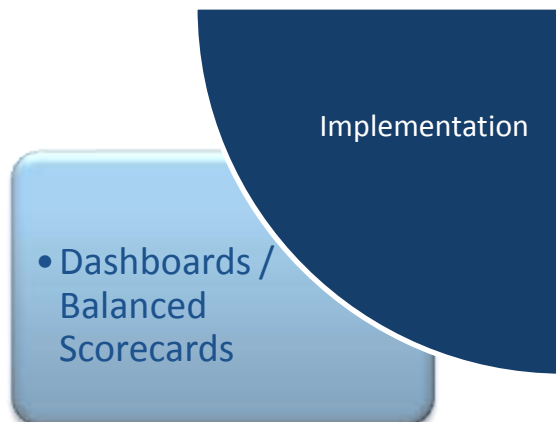 Implementation
• Dashboards /
Balanced
Scorecards